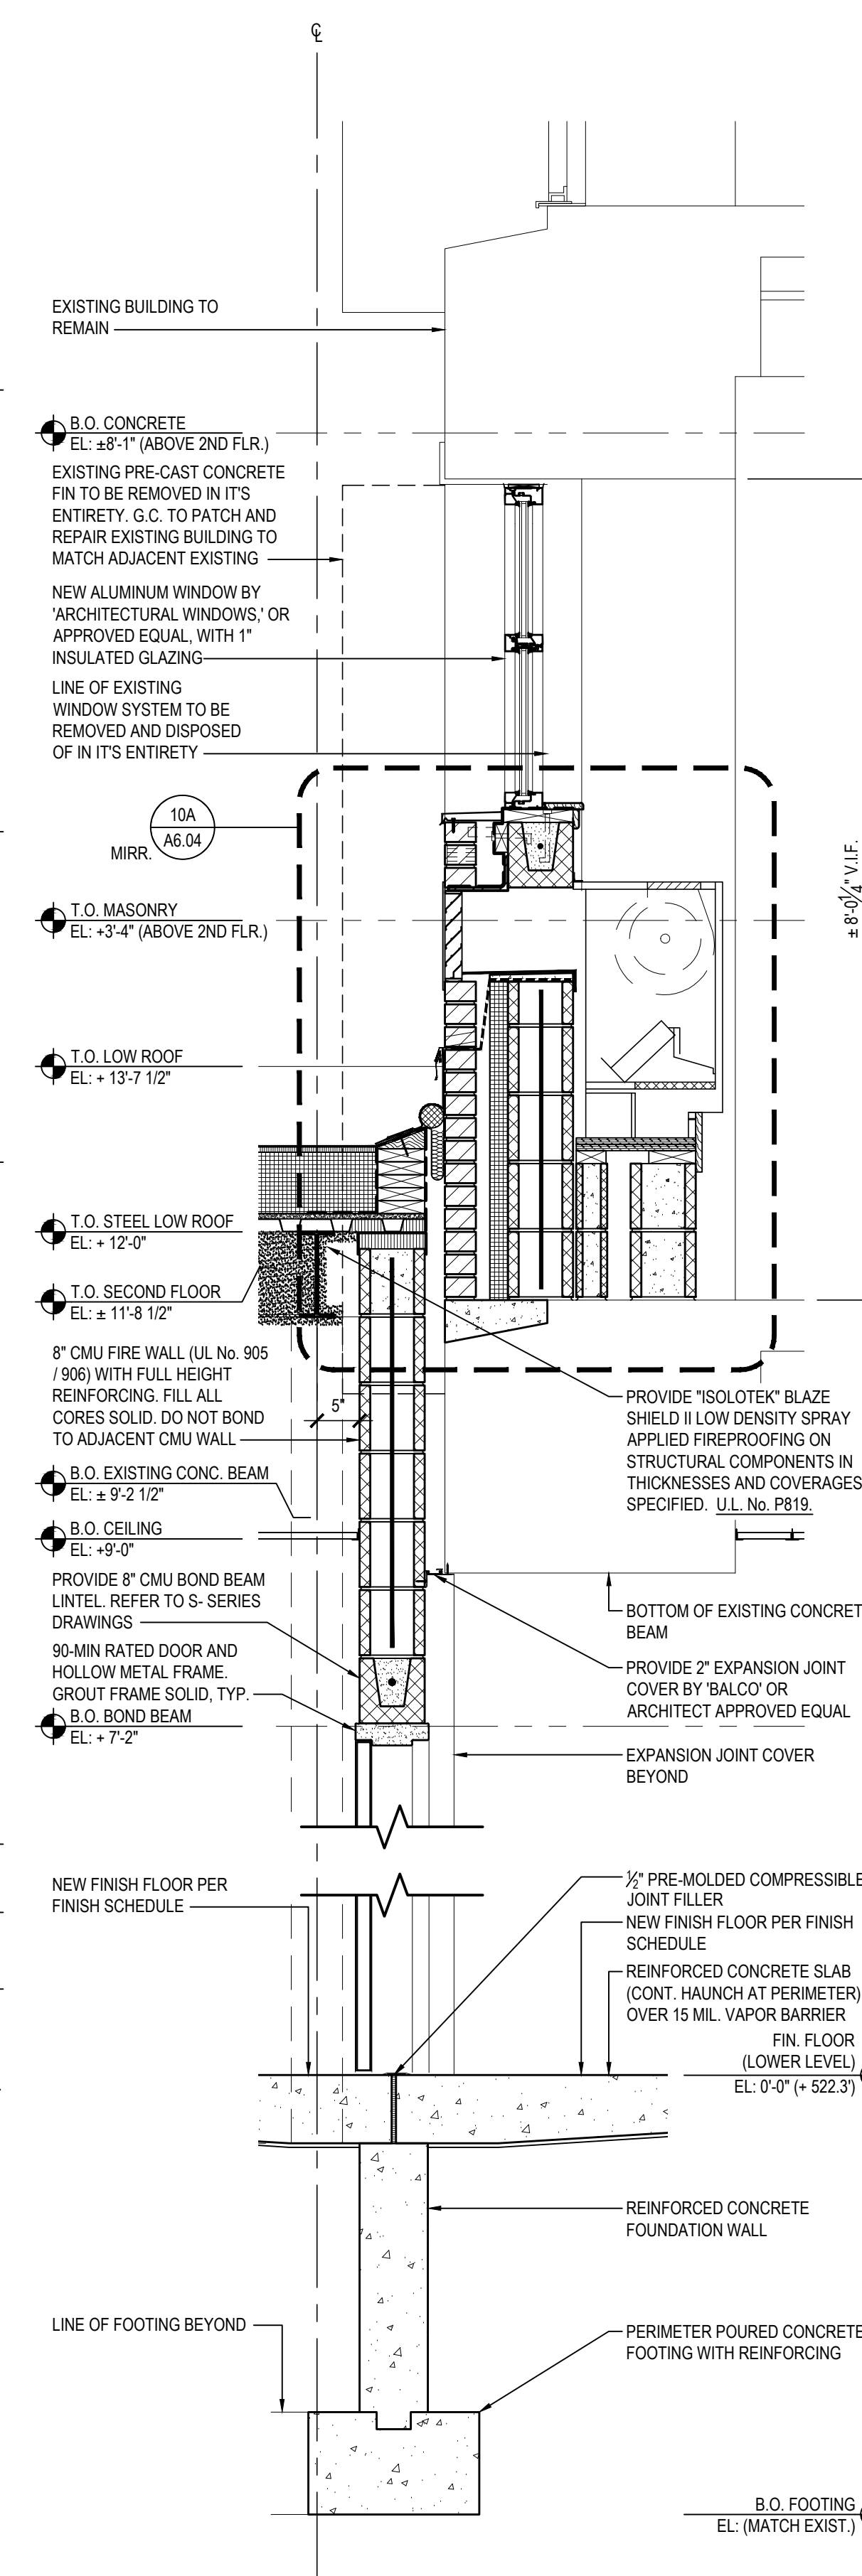 ℄
EXISTING BUILDING TO
REMAIN
B.O. CONCRETE
EL: ±8'-1" (ABOVE 2ND FLR.)
EXISTING PRE-CAST CONCRETE
FIN TO BE REMOVED IN IT'S
ENTIRETY. G.C. TO PATCH AND
REPAIR EXISTING BUILDING TO
MATCH ADJACENT EXISTING
NEW ALUMINUM WINDOW BY
'ARCHITECTURAL WINDOWS,' OR
APPROVED EQUAL, WITH 1"
INSULATED GLAZING
LINE OF EXISTING
WINDOW SYSTEM TO BE
REMOVED AND DISPOSED
OF IN IT'S ENTIRETY
10A
A6.04
MIRR.
± 8'-0¼" V.I.F.
T.O. MASONRY
EL: +3'-4" (ABOVE 2ND FLR.)
T.O. LOW ROOF
EL: + 13'-7 1/2"
T.O. STEEL LOW ROOF
EL: + 12'-0"
T.O. SECOND FLOOR
EL: ± 11'-8 1/2"
8" CMU FIRE WALL (UL No. 905
/ 906) WITH FULL HEIGHT
REINFORCING. FILL ALL
CORES SOLID. DO NOT BOND
TO ADJACENT CMU WALL
5"
PROVIDE "ISOLOTEK" BLAZE
SHIELD II LOW DENSITY SPRAY
APPLIED FIREPROOFING ON
STRUCTURAL COMPONENTS IN
THICKNESSES AND COVERAGES
SPECIFIED. U.L. No. P819.
B.O. EXISTING CONC. BEAM
EL: ± 9'-2 1/2"
B.O. CEILING
EL: +9'-0"
PROVIDE 8" CMU BOND BEAM
LINTEL. REFER TO S- SERIES
DRAWINGS
90-MIN RATED DOOR AND
HOLLOW METAL FRAME.
GROUT FRAME SOLID, TYP.
B.O. BOND BEAM
EL: + 7'-2"
BOTTOM OF EXISTING CONCRET
BEAM
PROVIDE 2" EXPANSION JOINT
COVER BY 'BALCO' OR
ARCHITECT APPROVED EQUAL
EXPANSION JOINT COVER
BEYOND
NEW FINISH FLOOR PER
FINISH SCHEDULE
½" PRE-MOLDED COMPRESSIBLE
JOINT FILLER
NEW FINISH FLOOR PER FINISH
SCHEDULE
REINFORCED CONCRETE SLAB
(CONT. HAUNCH AT PERIMETER)
OVER 15 MIL. VAPOR BARRIER
FIN. FLOOR
(LOWER LEVEL)
EL: 0'-0" (+ 522.3')
REINFORCED CONCRETE
FOUNDATION WALL
LINE OF FOOTING BEYOND
PERIMETER POURED CONCRETE
FOOTING WITH REINFORCING
B.O. FOOTING
EL: (MATCH EXIST.)